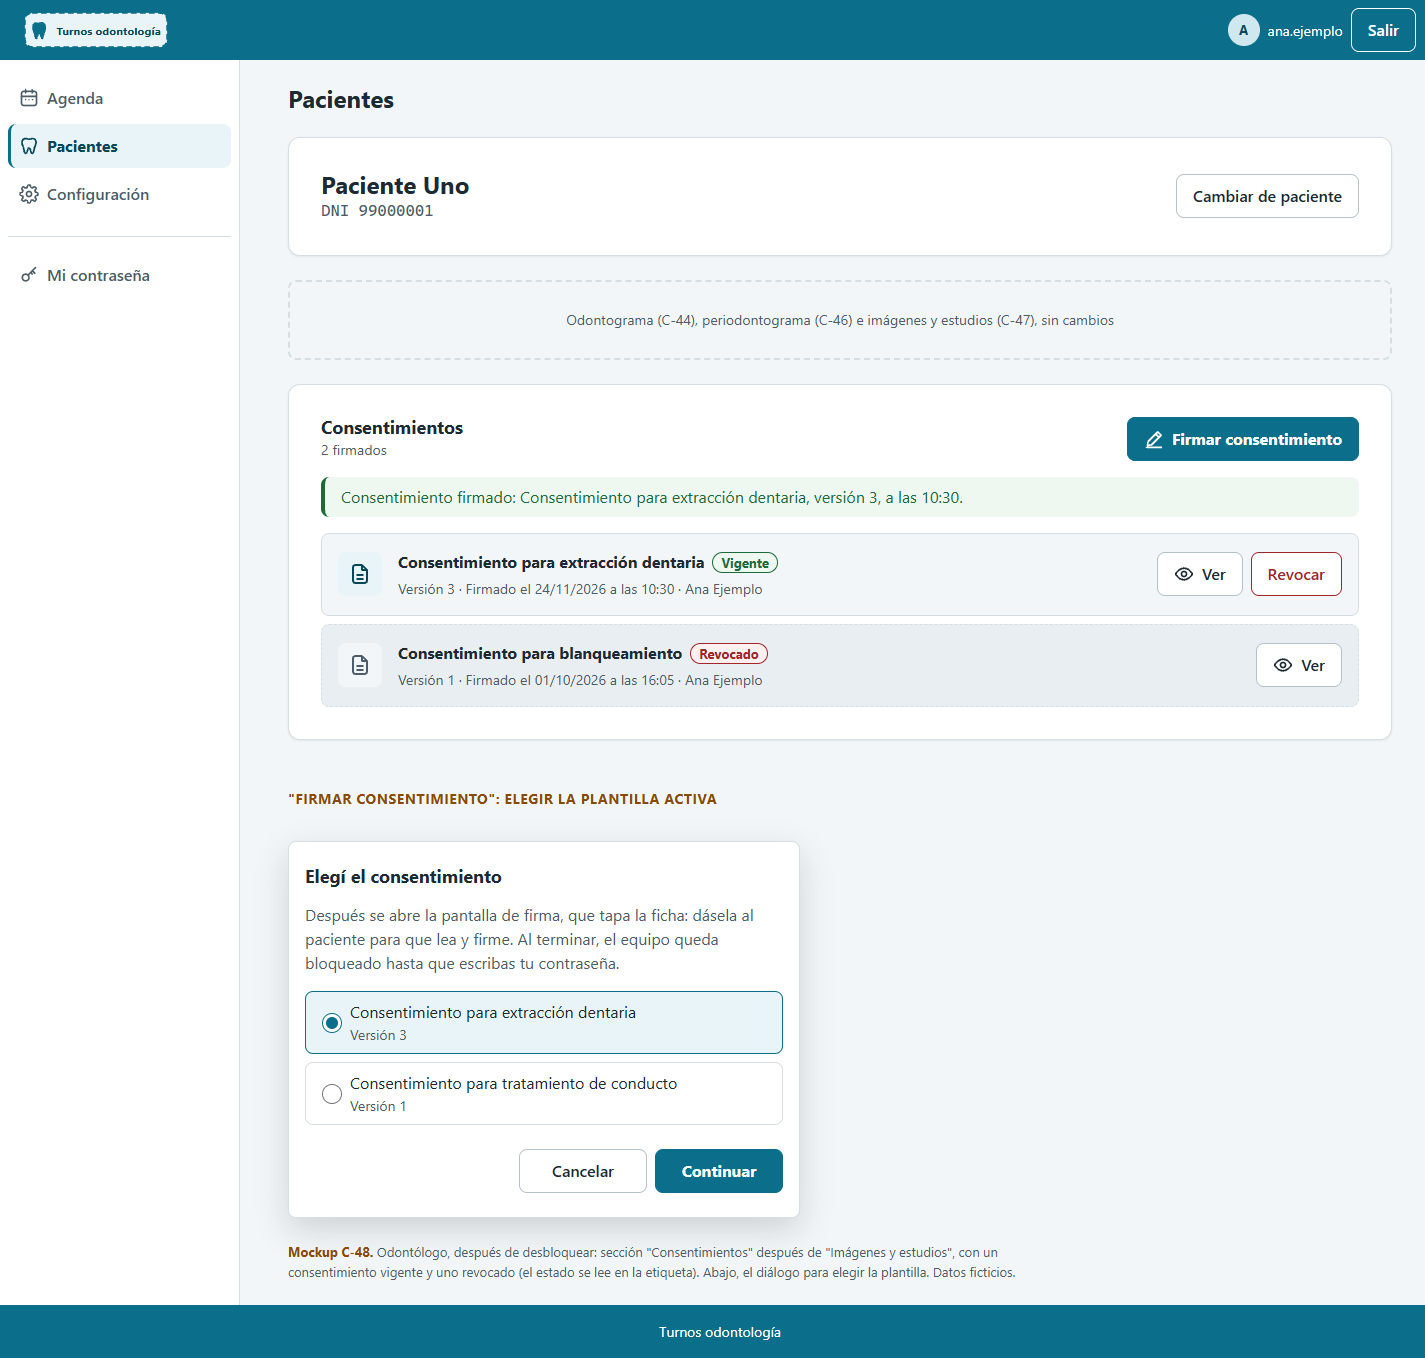 Turnos odontología
A
ana.ejemplo
Salir
Agenda
Pacientes
Configuración
Mi contraseña
Pacientes
Paciente Uno
DNI 99000001
Cambiar de paciente
Odontograma (C-44), periodontograma (C-46) e imágenes y estudios (C-47), sin cambios
Consentimientos
2 firmados
Firmar consentimiento
Consentimiento firmado: Consentimiento para extracción dentaria, versión 3, a las 10:30.
Consentimiento para extracción dentaria Vigente
Versión 3 · Firmado el 24/11/2026 a las 10:30 · Ana Ejemplo
Ver
Revocar
Consentimiento para blanqueamiento Revocado
Versión 1 · Firmado el 01/10/2026 a las 16:05 · Ana Ejemplo
Ver
"FIRMAR CONSENTIMIENTO": ELEGIR LA PLANTILLA ACTIVA
Elegí el consentimiento
Después se abre la pantalla de firma, que tapa la ficha: dásela al
paciente para que lea y firme. Al terminar, el equipo queda
bloqueado hasta que escribas tu contraseña.
Consentimiento para extracción dentaria
Versión 3
Consentimiento para tratamiento de conducto
Versión 1
Cancelar
Continuar
Mockup C-48. Odontólogo, después de desbloquear: sección "Consentimientos" después de "Imágenes y estudios", con un
consentimiento vigente y uno revocado (el estado se lee en la etiqueta). Abajo, el diálogo para elegir la plantilla. Datos ficticios.
Turnos odontología